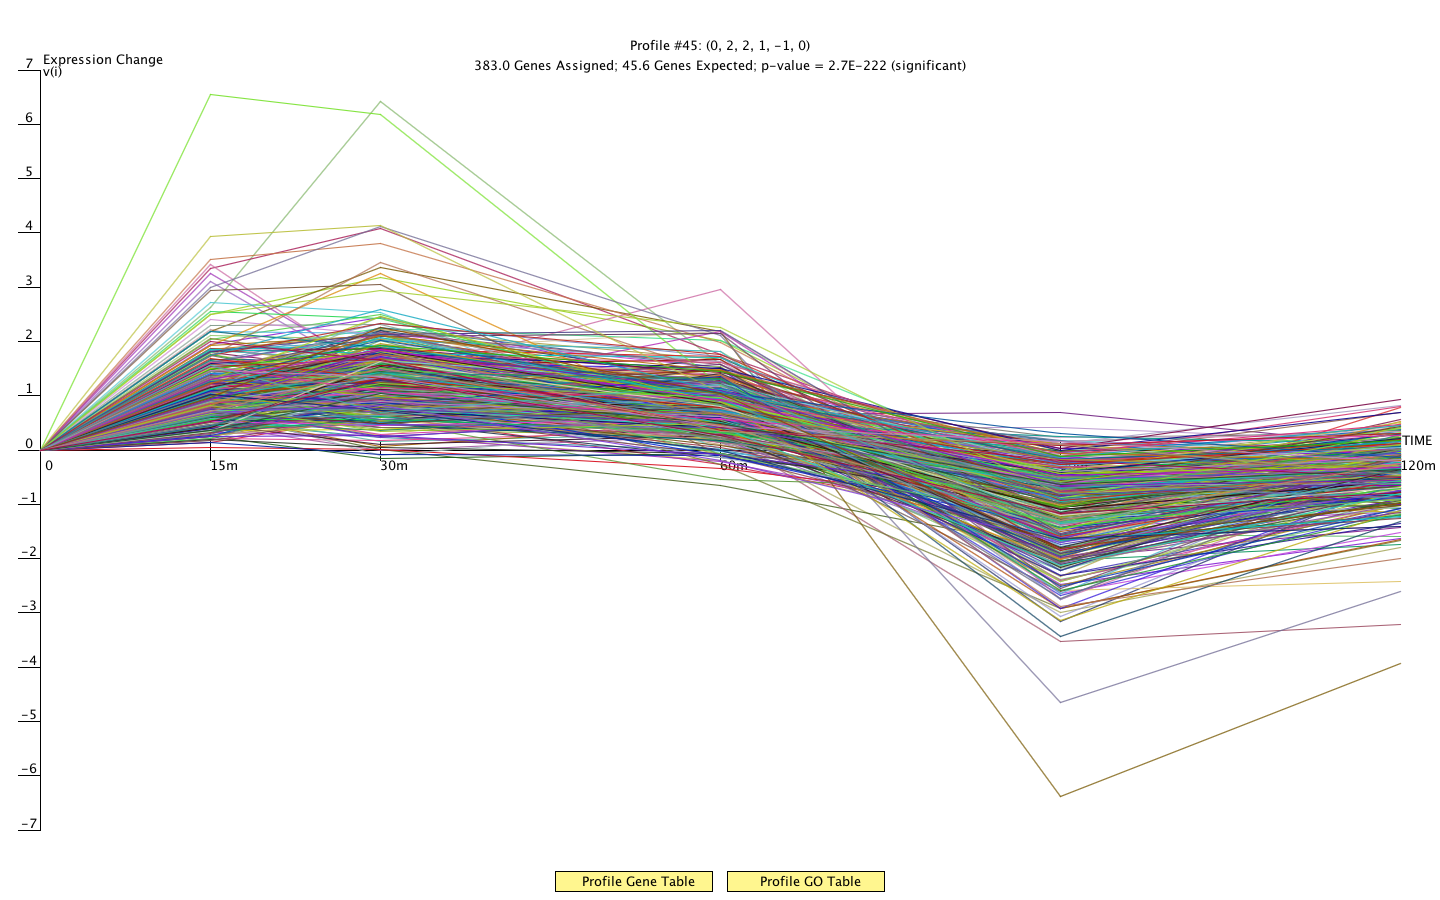 Profile #45: (0, 2, 2, 1, -1, 0)
383.0 Genes Assigned; 45.6 Genes Expected; p-value = 2.7E-222 (significant)
Expression Change
v(i)
7
6
5
4
3
2
1
0
-1
-2
-3
-4
-5
-6
-7
0
15m
30m
60m
120m
TIME
Profile Gene Table
Profile GO Table